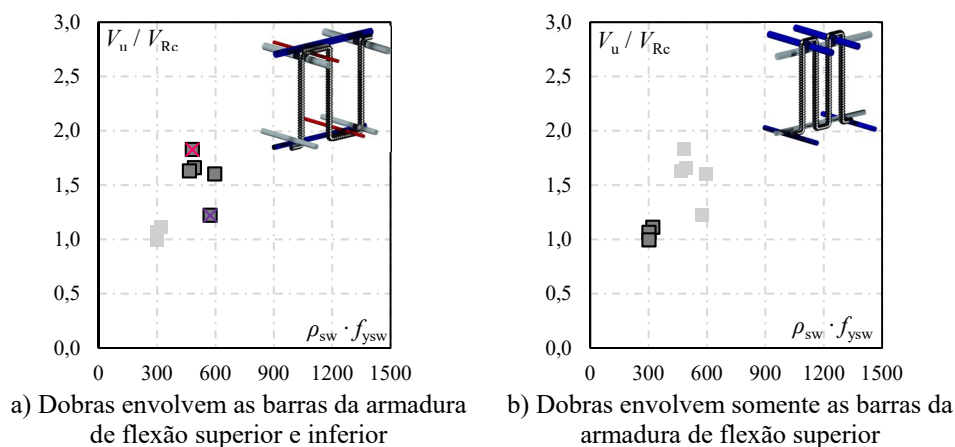 3,0
2,5
2,0
1,5
1,0
0,5
0,0
V_u / V_Rc
ρ_sw · f_ysw
0 300 600 900 1200 1500
a) Dobras envolvem as barras da armadura
de flexão superior e inferior
3,0
2,5
2,0
1,5
1,0
0,5
0,0
V_u / V_Rc
ρ_sw · f_ysw
0 300 600 900 1200 1500
b) Dobras envolvem somente as barras da
armadura de flexão superior